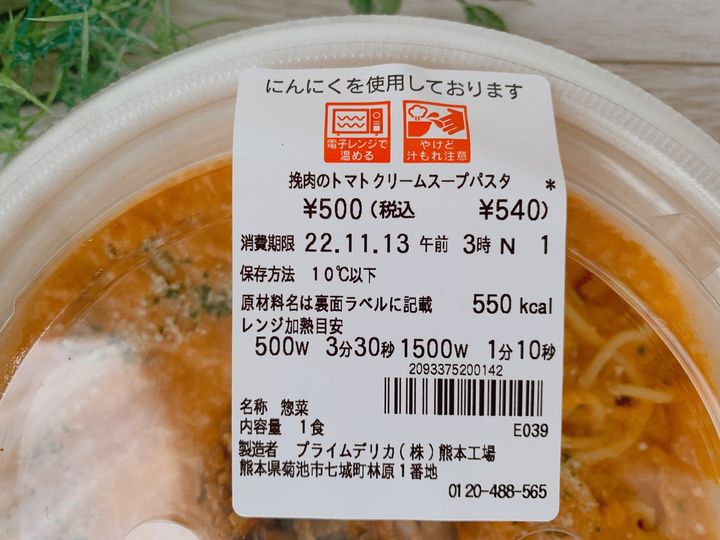 にんにくを使用しております
電子レンジで
温める
やけど
汁もれ注意
挽肉のトマトクリームスープパスタ *
¥500(税込 ¥540)
消費期限 22.11.13 午前 3時 N 1
保存方法 10℃以下
原材料名は裏面ラベルに記載 550 kcal
レンジ加熱目安
500W 3分30秒 1500W 1分10秒
2093375200142
名称 惣菜
内容量 1食 E039
製造者 プライムデリカ(株)熊本工場
熊本県菊池市七城町林原1番地
0120-488-565